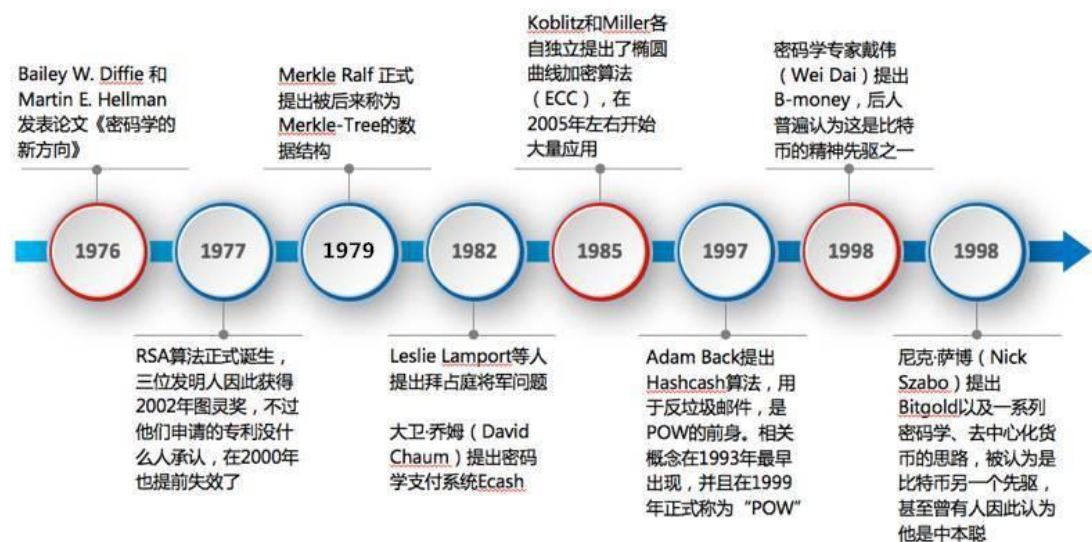 Bailey W. Diffie 和
Martin E. Hellman
发表论文《密码学的
新方向》
Merkle Ralf 正式
提出被后来称为
Merkle-Tree的数
据结构
Koblitz和Miller各
自独立提出了椭圆
曲线加密算法
（ECC），在
2005年左右开始
大量应用
密码学专家戴伟
（Wei Dai）提出
B-money，后人
普遍认为这是比特
币的精神先驱之一
1976
1977
1979
1982
1985
1997
1998
1998
RSA算法正式诞生，
三位发明人因此获得
2002年图灵奖，不过
他们申请的专利没什
么人承认，在2000年
也提前失效了
Leslie Lamport等人
提出拜占庭将军问题
大卫·乔姆（David
Chaum）提出密码
学支付系统Ecash
Adam Back提出
Hashcash算法，用
于反垃圾邮件，是
POW的前身。相关
概念在1993年最早
出现，并且在1999
年正式称为“POW”
尼克·萨博（Nick
Szabo）提出
Bitgold以及一系列
密码学、去中心化货
币的思路，被认为是
比特币另一个先驱，
甚至曾有人因此认为
他是中本聪